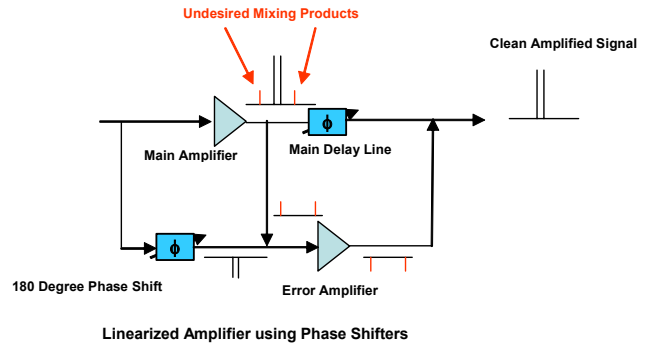 Undesired Mixing Products
Clean Amplified Signal
ϕ
Main Amplifier
Main Delay Line
ϕ
180 Degree Phase Shift
Error Amplifier
Linearized Amplifier using Phase Shifters